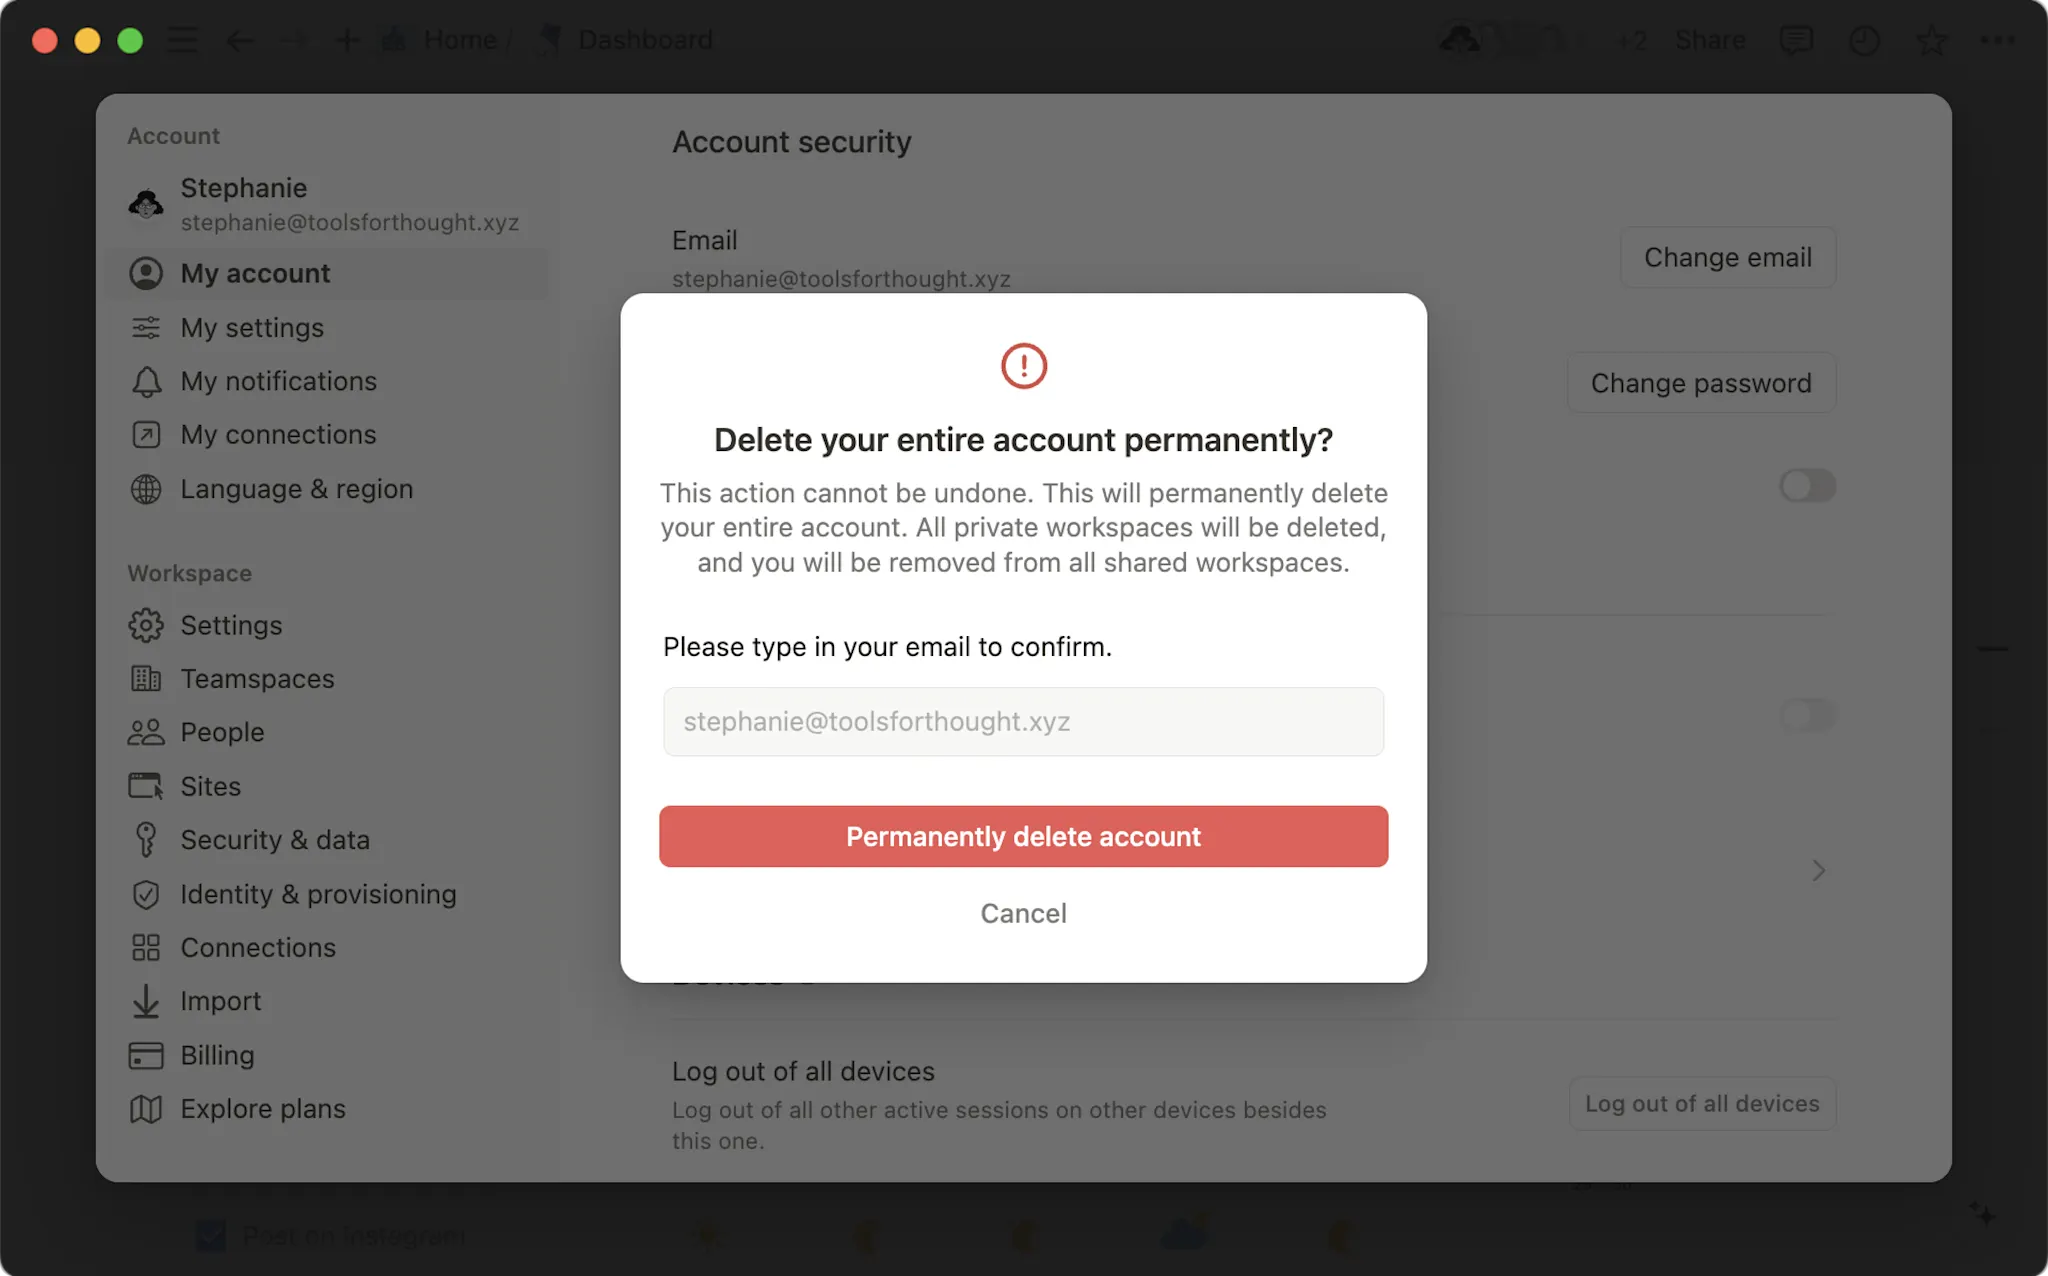 Home / Dashboard
+2 Share
Account
Stephanie
stephanie@toolsforthought.xyz
My account
My settings
My notifications
My connections
Language & region
Workspace
Settings
Teamspaces
People
Sites
Security & data
Identity & provisioning
Connections
Import
Billing
Explore plans
Account security
Email
stephanie@toolsforthought.xyz
Change email
Change password
Delete your entire account permanently?
This action cannot be undone. This will permanently delete
your entire account. All private workspaces will be deleted,
and you will be removed from all shared workspaces.
Please type in your email to confirm.
stephanie@toolsforthought.xyz
Permanently delete account
Cancel
Log out of all devices
Log out of all other active sessions on other devices besides
this one.
Log out of all devices
Post on Instagram